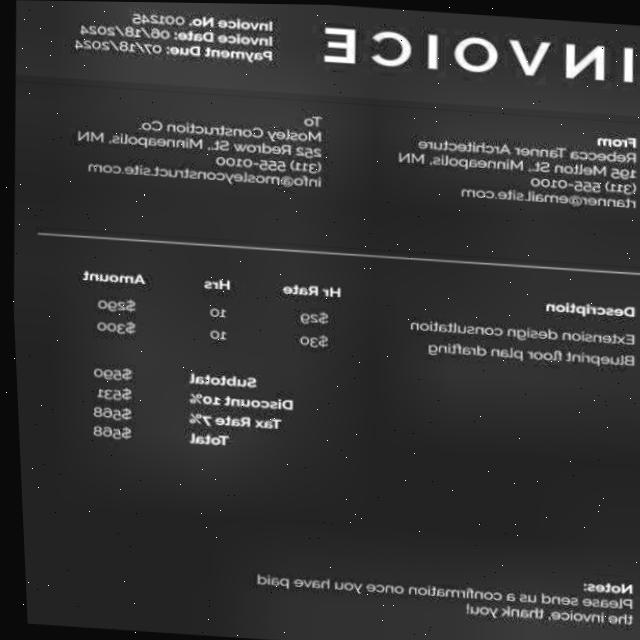 INVOICE
Invoice No. 001245
Invoice Date: 06/18/2024
Payment Due: 07/18/2024
From
Rebecca Tanner Architecture
195 Melton St., Minneapolis, MN
(311) 555-0100
rtanner@email.site.com
To
Mosley Construction Co.
252 Redrow St., Minneapolis, MN
(311) 555-0100
info@mosleyconstruct.site.com
Description Hr Rate Hrs Amount
Extension design consultation $29 10 $290
Blueprint floor plan drafting $30 10 $300
Subtotal $590
Discount 10% $531
Tax Rate 7% $568
Total $568
Notes:
Please send us a confirmation once you have paid
the invoice, thank you!